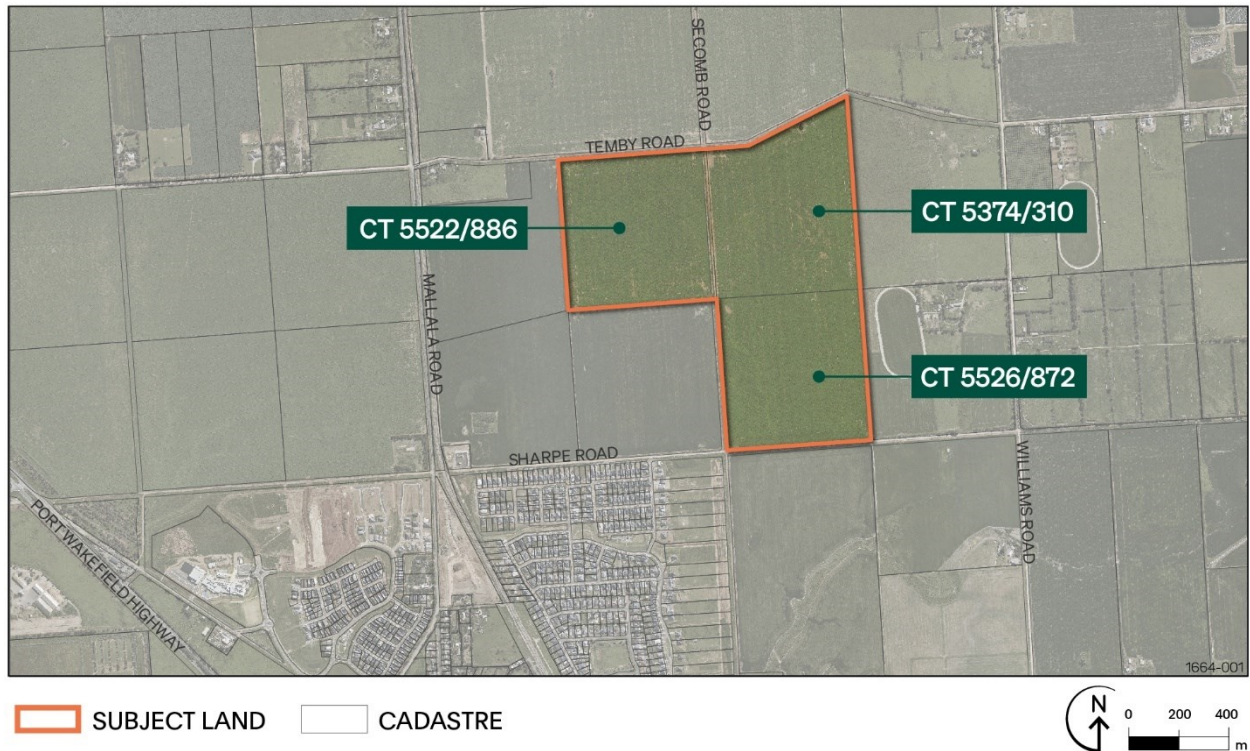 SECOMB ROAD
TEMBY ROAD
CT 5522/886
CT 5374/310
MALLALA ROAD
CT 5526/872
SHARPE ROAD
WILLIAMS ROAD
PORT WAKEFIELD HIGHWAY
1664-001
SUBJECT LAND
CADASTRE
N
0 200 400
m